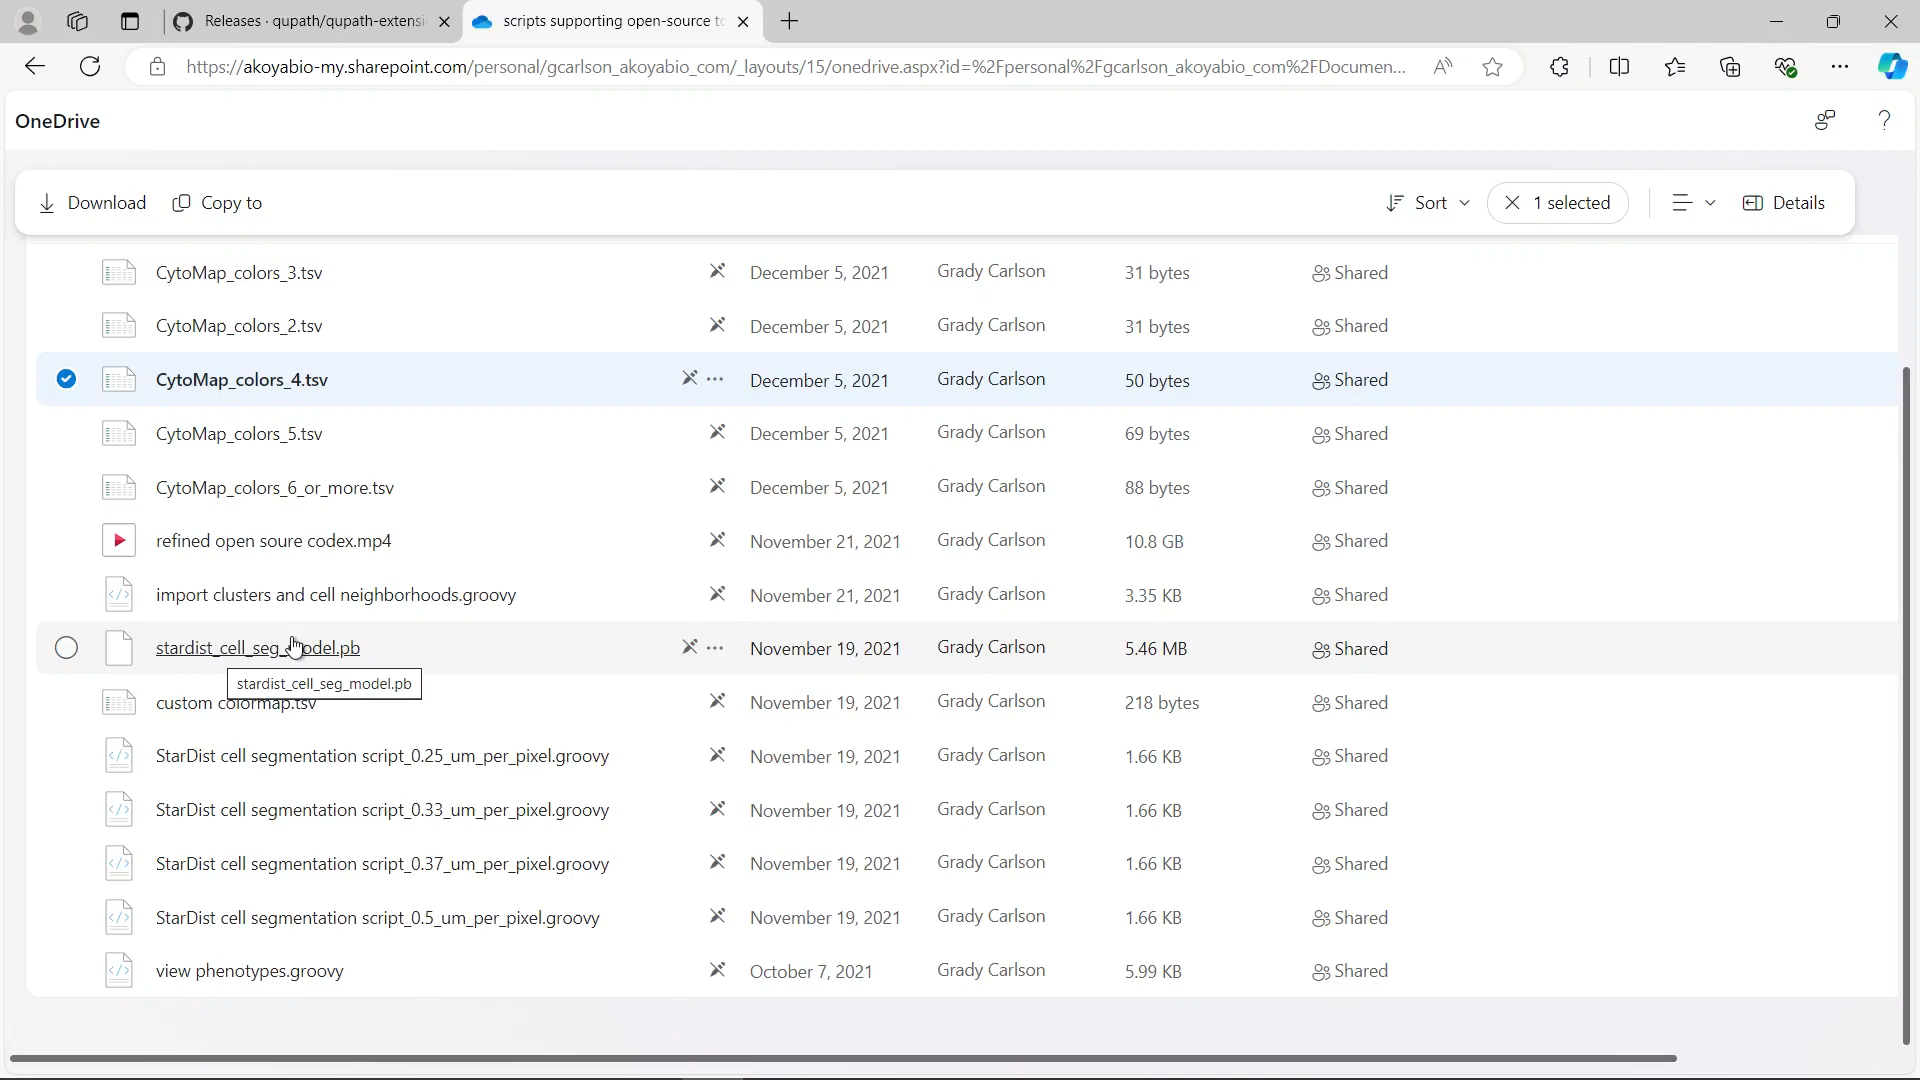 Releases · qupath/qupath-extensi
scripts supporting open-source to
https://akoyabio-my.sharepoint.com/personal/gcarlson_akoyabio_com/_layouts/15/onedrive.aspx?id=%2Fpersonal%2Fgcarlson_akoyabio_com%2FDocumen...
OneDrive
Download Copy to Sort 1 selected Details
CytoMap_colors_3.tsv December 5, 2021 Grady Carlson 31 bytes Shared
CytoMap_colors_2.tsv December 5, 2021 Grady Carlson 31 bytes Shared
CytoMap_colors_4.tsv December 5, 2021 Grady Carlson 50 bytes Shared
CytoMap_colors_5.tsv December 5, 2021 Grady Carlson 69 bytes Shared
CytoMap_colors_6_or_more.tsv December 5, 2021 Grady Carlson 88 bytes Shared
refined open soure codex.mp4 November 21, 2021 Grady Carlson 10.8 GB Shared
import clusters and cell neighborhoods.groovy November 21, 2021 Grady Carlson 3.35 KB Shared
stardist_cell_seg_model.pb November 19, 2021 Grady Carlson 5.46 MB Shared
stardist_cell_seg_model.pb
custom colormap.tsv November 19, 2021 Grady Carlson 218 bytes Shared
StarDist cell segmentation script_0.25_um_per_pixel.groovy November 19, 2021 Grady Carlson 1.66 KB Shared
StarDist cell segmentation script_0.33_um_per_pixel.groovy November 19, 2021 Grady Carlson 1.66 KB Shared
StarDist cell segmentation script_0.37_um_per_pixel.groovy November 19, 2021 Grady Carlson 1.66 KB Shared
StarDist cell segmentation script_0.5_um_per_pixel.groovy November 19, 2021 Grady Carlson 1.66 KB Shared
view phenotypes.groovy October 7, 2021 Grady Carlson 5.99 KB Shared